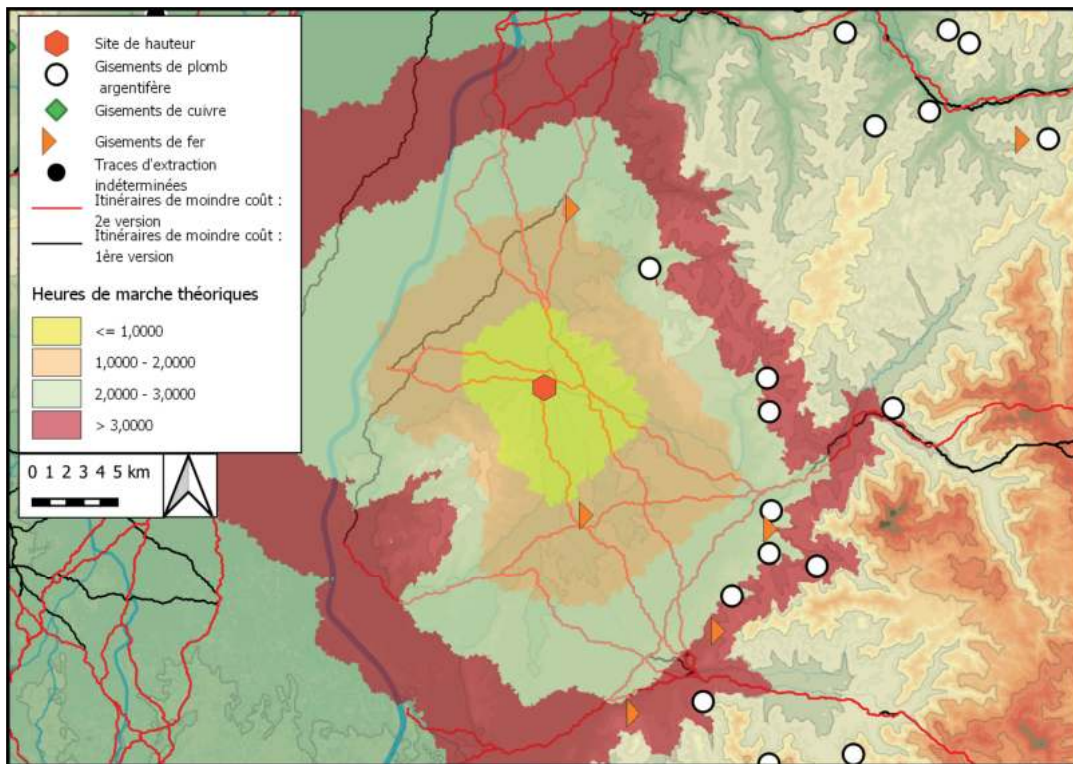 Site de hauteur
Gisements de plomb
argentifère
Gisements de cuivre
Gisements de fer
Traces d'extraction
indéterminées
Itinéraires de moindre coût :
2e version
Itinéraires de moindre coût :
1ère version
Heures de marche théoriques
<= 1,0000
1,0000 - 2,0000
2,0000 - 3,0000
> 3,0000
0 1 2 3 4 5 km